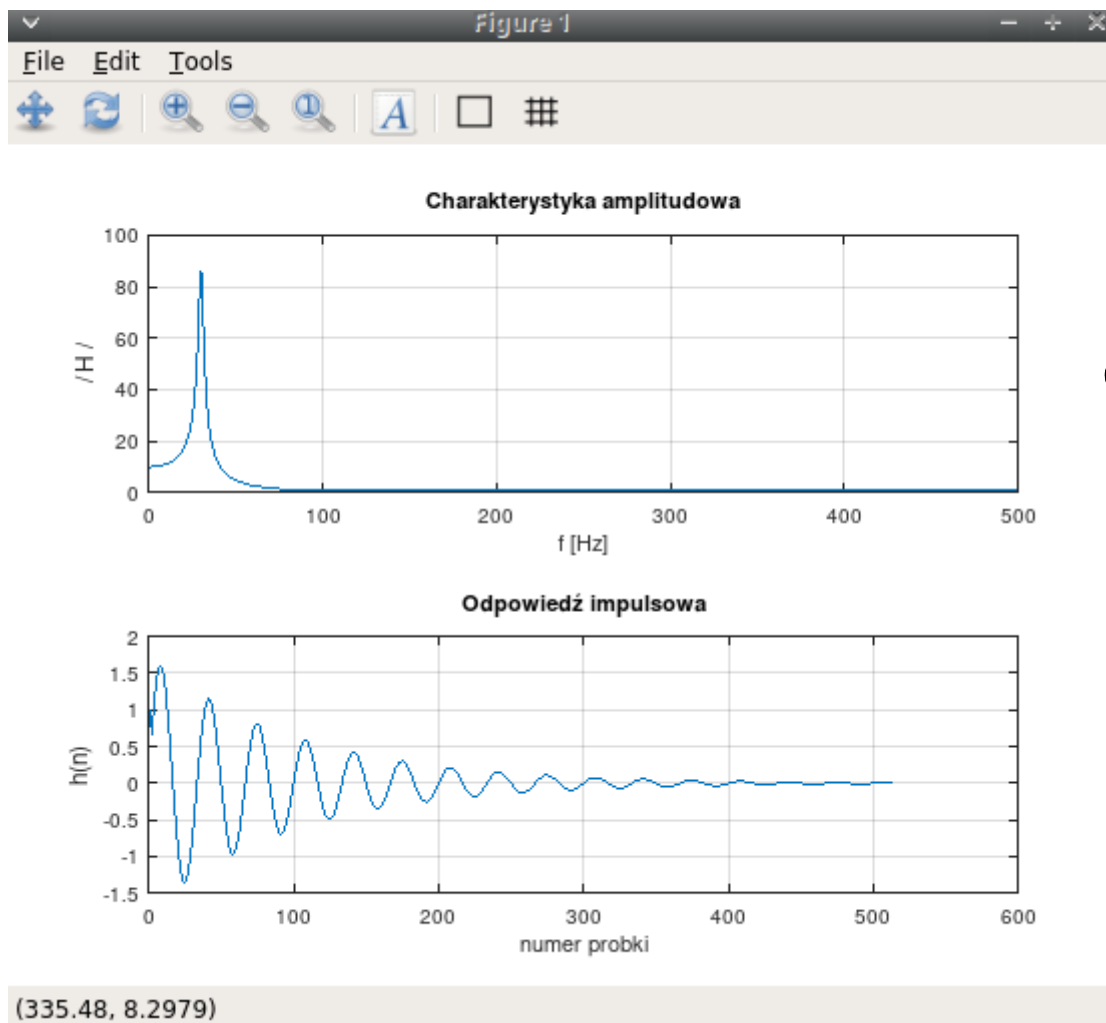 Figure 1
File Edit Tools
A
Charakterystyka amplitudowa
100
80
60
40
20
0
/ H /
0 100 200 300 400 500
f [Hz]
Odpowiedź impulsowa
2
1.5
1
0.5
0
-0.5
-1
-1.5
h(n)
0 100 200 300 400 500 600
numer probki
(335.48, 8.2979)